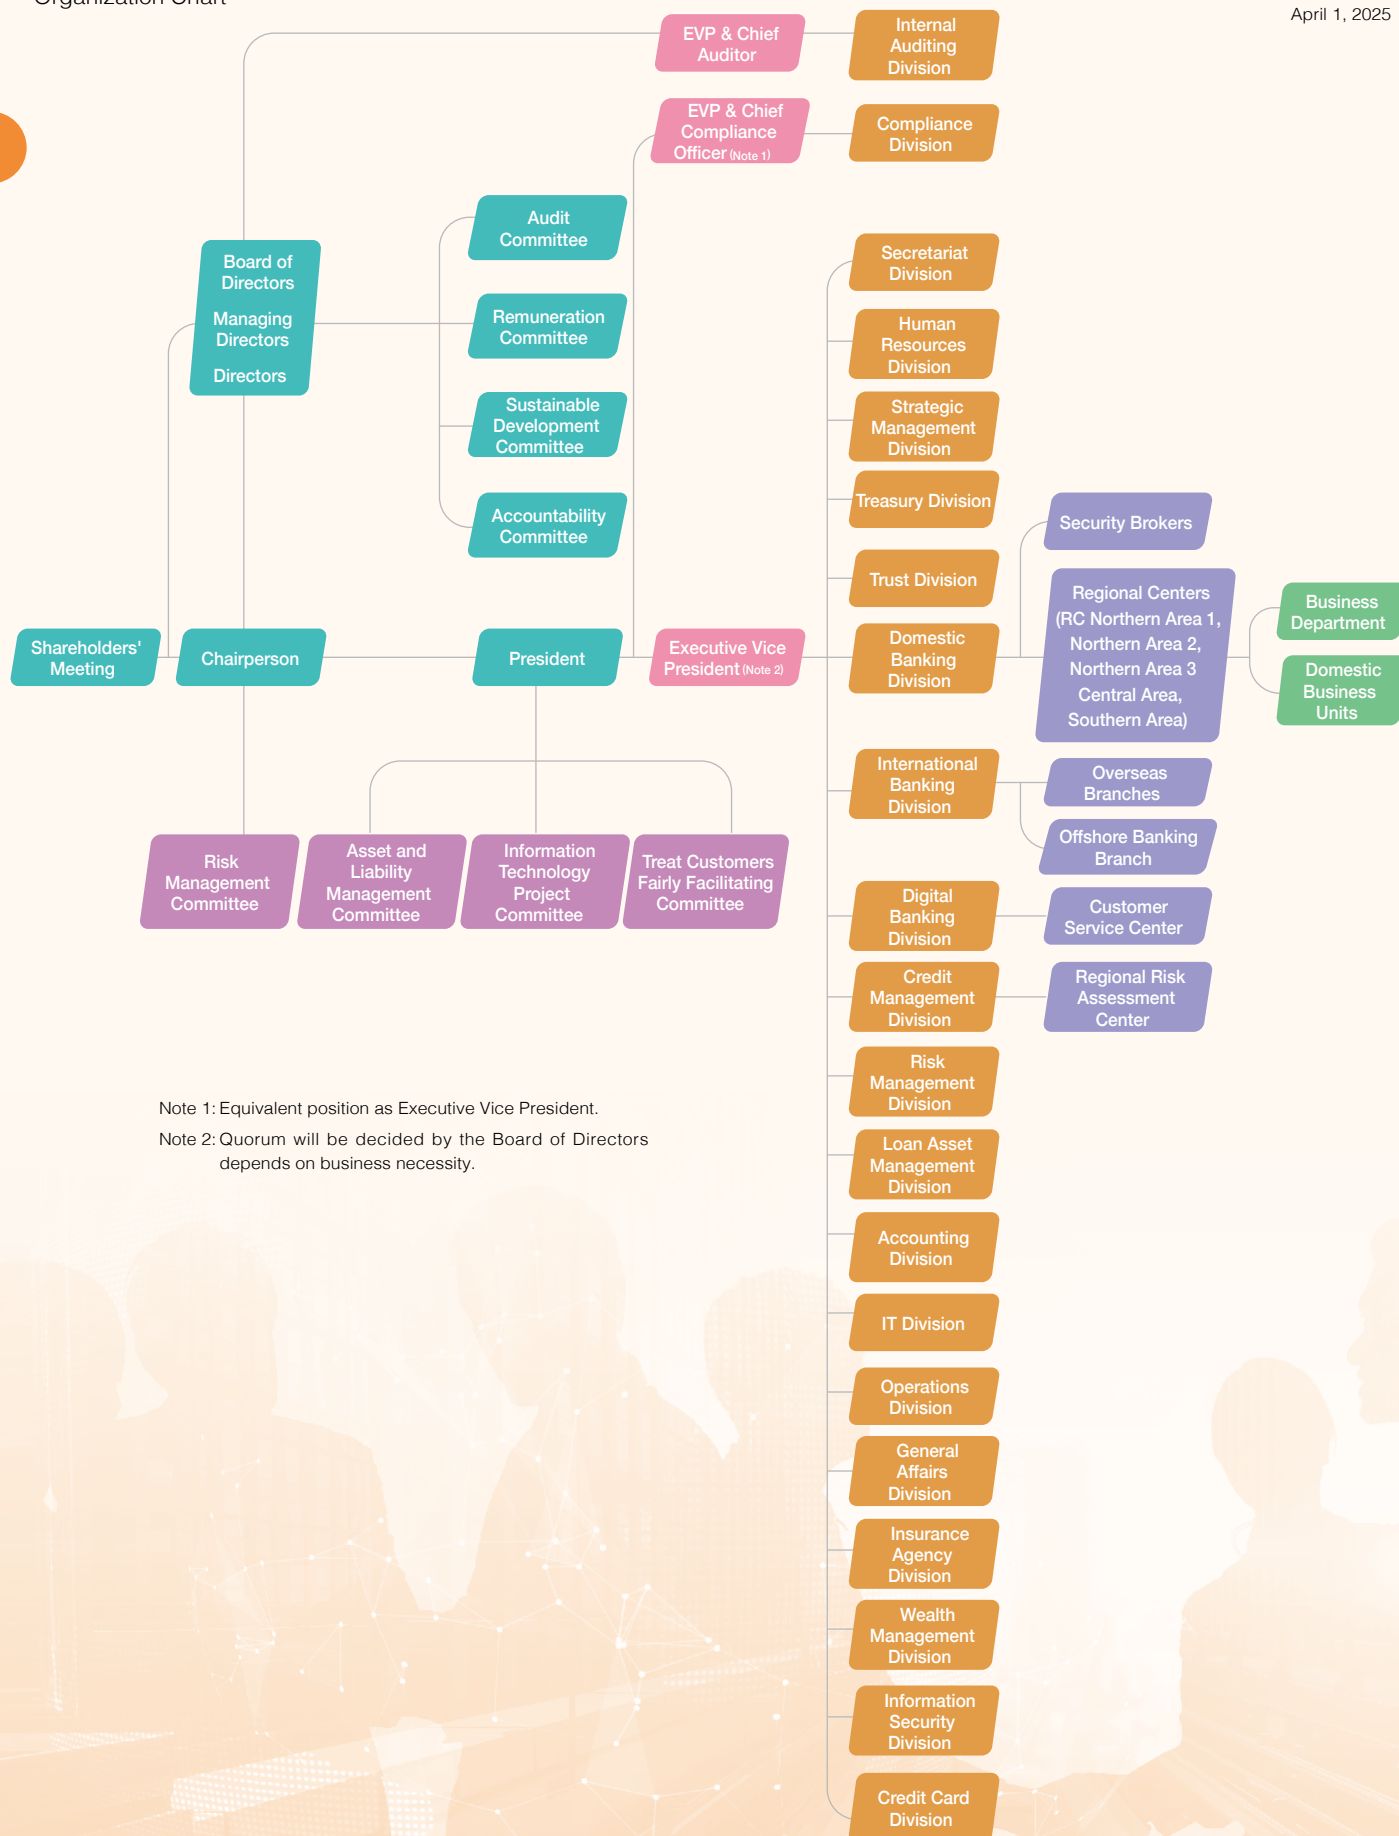 Organization Chart
April 1, 2025
EVP & Chief
Auditor
Internal
Auditing
Division
EVP & Chief
Compliance
Officer (Note 1)
Compliance
Division
Audit
Committee
Board of
Directors
Managing
Directors
Directors
Remuneration
Committee
Sustainable
Development
Committee
Accountability
Committee
Shareholders'
Meeting
Chairperson
President
Executive Vice
President (Note 2)
Risk
Management
Committee
Asset and
Liability
Management
Committee
Information
Technology
Project
Committee
Treat Customers
Fairly Facilitating
Committee
Secretariat
Division
Human
Resources
Division
Strategic
Management
Division
Treasury Division
Trust Division
Domestic
Banking
Division
Security Brokers
Regional Centers
(RC Northern Area 1,
Northern Area 2,
Northern Area 3
Central Area,
Southern Area)
Business
Department
Domestic
Business
Units
International
Banking
Division
Overseas
Branches
Offshore Banking
Branch
Digital
Banking
Division
Customer
Service Center
Credit
Management
Division
Regional Risk
Assessment
Center
Risk
Management
Division
Loan Asset
Management
Division
Accounting
Division
IT Division
Operations
Division
General
Affairs
Division
Insurance
Agency
Division
Wealth
Management
Division
Information
Security
Division
Credit Card
Division
Note 1: Equivalent position as Executive Vice President.
Note 2: Quorum will be decided by the Board of Directors
depends on business necessity.